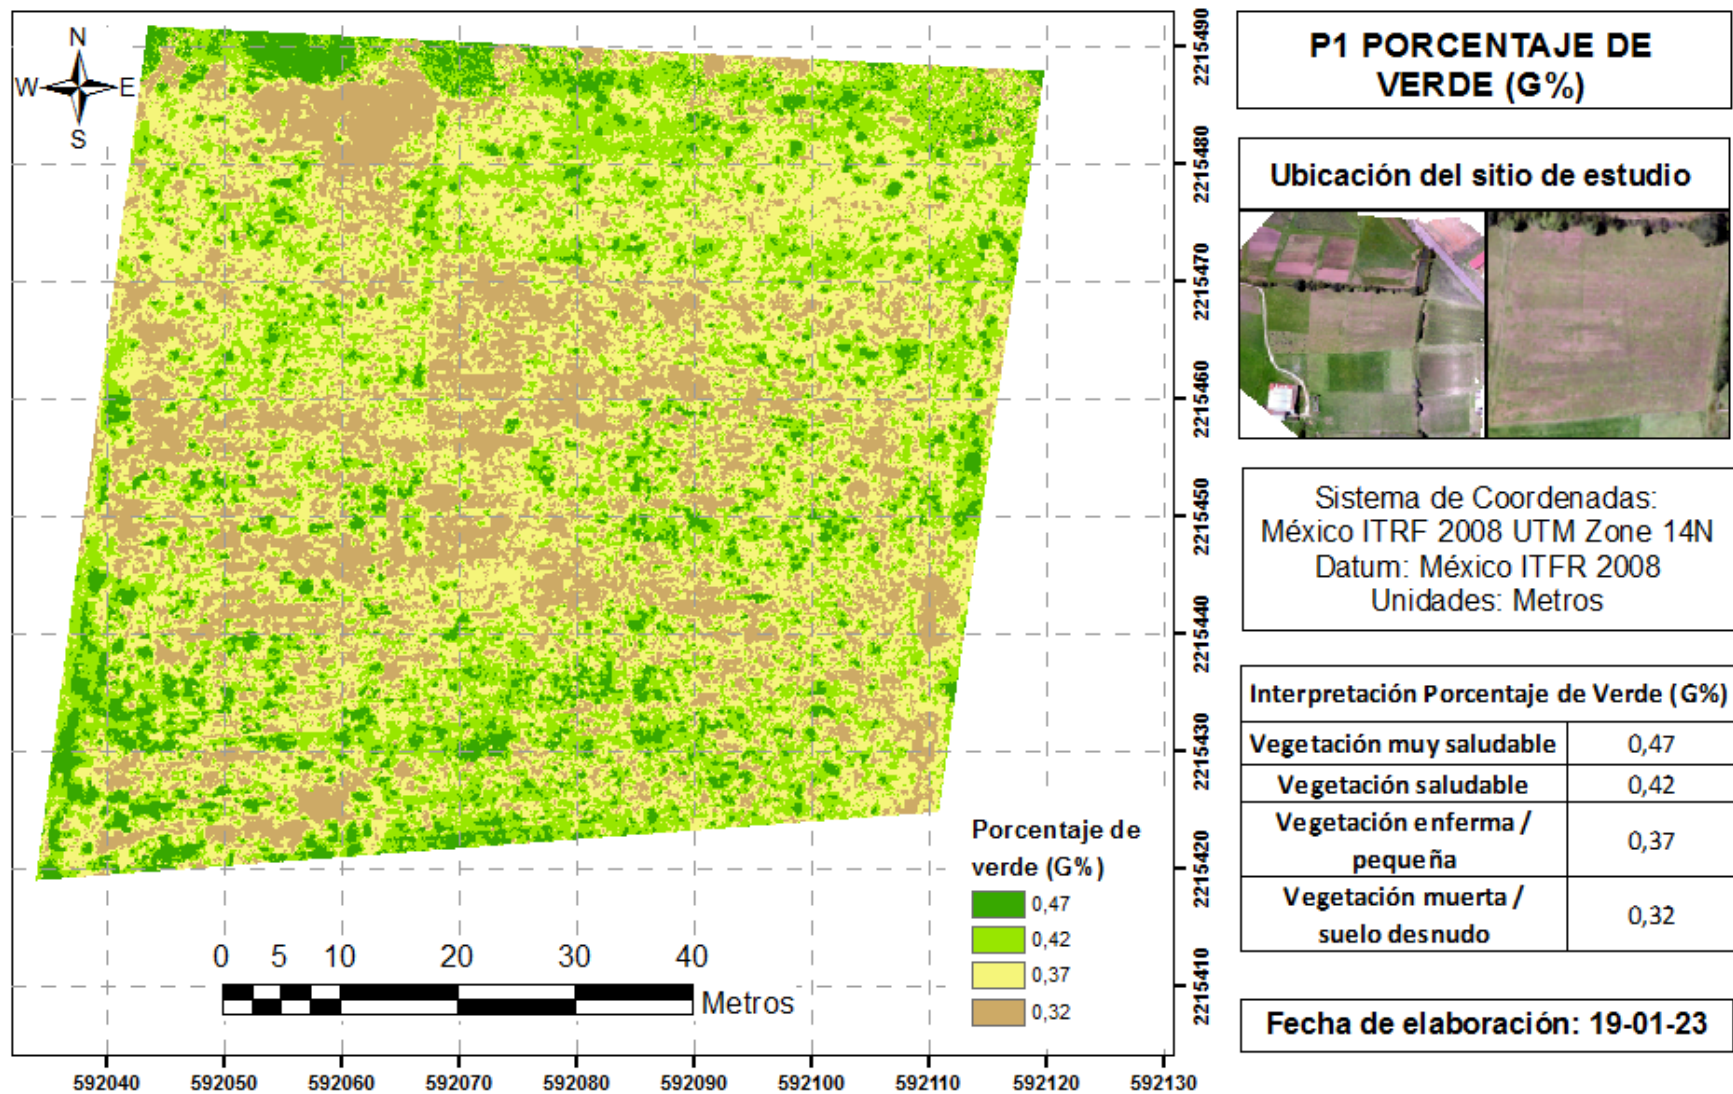 N
W
E
S
2215490
2215480
2215470
2215460
2215450
2215440
2215430
2215420
2215410
592040
592050
592060
592070
592080
592090
592100
592110
592120
592130
0 5 10 20 30 40
Metros
Porcentaje de
verde (G%)
0,47
0,42
0,37
0,32
P1 PORCENTAJE DE
VERDE (G%)
Ubicación del sitio de estudio
Sistema de Coordenadas:
México ITRF 2008 UTM Zone 14N
Datum: México ITFR 2008
Unidades: Metros
Interpretación Porcentaje de Verde (G%)
Vegetación muy saludable 0,47
Vegetación saludable 0,42
Vegetación enferma /
pequeña 0,37
Vegetación muerta /
suelo desnudo 0,32
Fecha de elaboración: 19-01-23